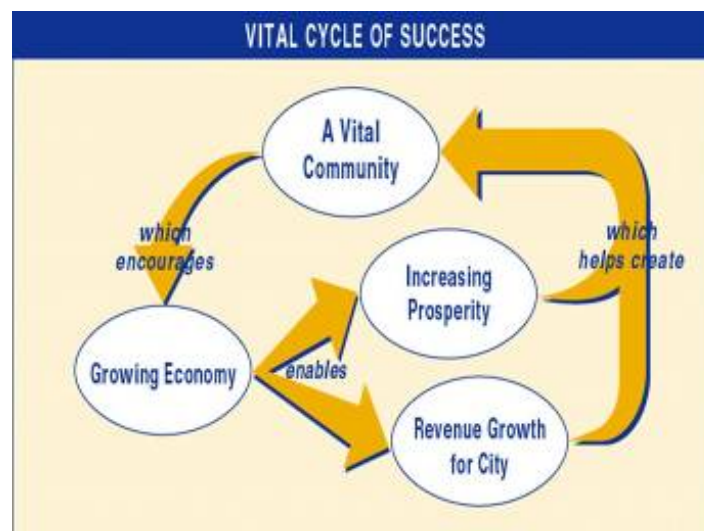 VITAL CYCLE OF SUCCESS
A Vital
Community
which
encourages
Growing Economy
enables
Increasing
Prosperity
Revenue Growth
for City
which
helps create